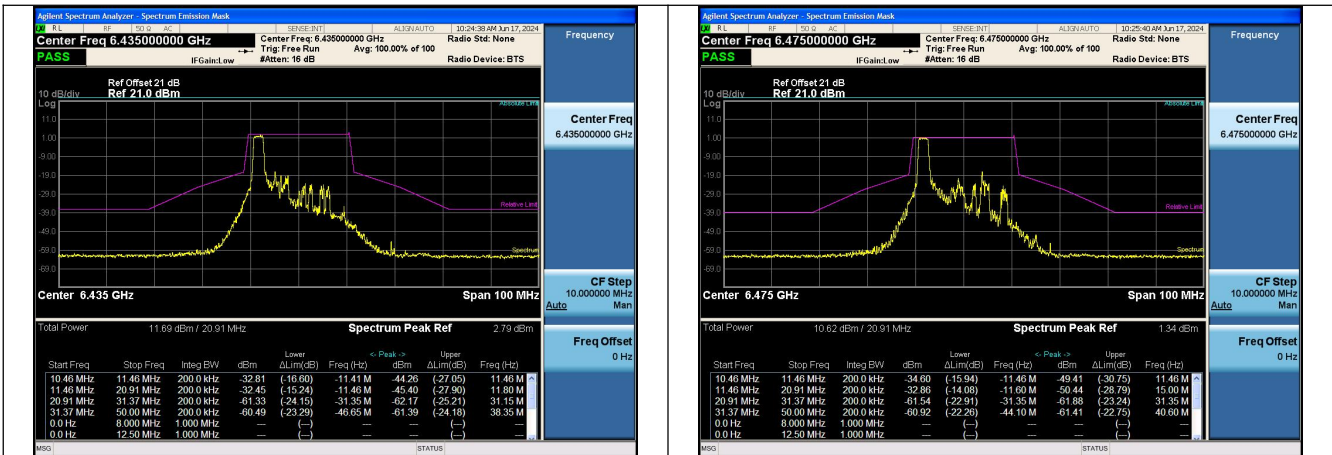 Agilent Spectrum Analyzer - Spectrum Emission Mask
RL RF 50 Ω AC SENSE:INT ALIGNAUTO 10:24:38 AM Jun 17, 2024
Center Freq 6.435000000 GHz Center Freq: 6.435000000 GHz Radio Std: None Frequency
Trig: Free Run Avg: 100.00% of 100
PASS IFGain:Low #Atten: 16 dB Radio Device: BTS
Ref Offset 21 dB
10 dB/div Ref 21.0 dBm
Log Absolute Limit
11.0
1.00
-9.00
-19.0
-29.0
-39.0 Relative Limit
-49.0
-59.0 Spectrum
-69.0
Center 6.435 GHz Span 100 MHz
Center Freq
6.435000000 GHz
CF Step
10.000000 MHz
Auto Man
Freq Offset
0 Hz
Total Power 11.69 dBm / 20.91 MHz Spectrum Peak Ref 2.79 dBm
Lower <- Peak -> Upper
Start Freq Stop Freq Integ BW dBm ΔLim(dB) Freq (Hz) dBm ΔLim(dB) Freq (Hz)
10.46 MHz 11.46 MHz 200.0 kHz -32.81 (-16.60) -11.41 M -44.26 (-27.05) 11.46 M
11.46 MHz 20.91 MHz 200.0 kHz -32.45 (-15.24) -11.46 M -45.40 (-27.90) 11.80 M
20.91 MHz 31.37 MHz 200.0 kHz -61.33 (-24.15) -31.35 M -62.17 (-25.21) 31.15 M
31.37 MHz 50.00 MHz 200.0 kHz -60.49 (-23.29) -46.65 M -61.39 (-24.18) 38.35 M
0.0 Hz 8.000 MHz 1.000 MHz --- (---) --- (---)
0.0 Hz 12.50 MHz 1.000 MHz --- (---) --- (---)
MSG STATUS
Agilent Spectrum Analyzer - Spectrum Emission Mask
RL RF 50 Ω AC SENSE:INT ALIGNAUTO 10:25:40 AM Jun 17, 2024
Center Freq 6.475000000 GHz Center Freq: 6.475000000 GHz Radio Std: None Frequency
Trig: Free Run Avg: 100.00% of 100
PASS IFGain:Low #Atten: 16 dB Radio Device: BTS
Ref Offset 21 dB
10 dB/div Ref 21.0 dBm
Log Absolute Limit
11.0
1.00
-9.00
-19.0
-29.0
-39.0 Relative Limit
-49.0
-59.0 Spectrum
-69.0
Center 6.475 GHz Span 100 MHz
Center Freq
6.475000000 GHz
CF Step
10.000000 MHz
Auto Man
Freq Offset
0 Hz
Total Power 10.62 dBm / 20.91 MHz Spectrum Peak Ref 1.34 dBm
Lower <- Peak -> Upper
Start Freq Stop Freq Integ BW dBm ΔLim(dB) Freq (Hz) dBm ΔLim(dB) Freq (Hz)
10.46 MHz 11.46 MHz 200.0 kHz -34.60 (-15.94) -11.46 M -49.41 (-30.75) 11.46 M
11.46 MHz 20.91 MHz 200.0 kHz -32.86 (-14.08) -11.60 M -50.44 (-28.79) 15.00 M
20.91 MHz 31.37 MHz 200.0 kHz -61.54 (-22.91) -31.35 M -61.88 (-23.24) 31.35 M
31.37 MHz 50.00 MHz 200.0 kHz -60.92 (-22.26) -44.10 M -61.41 (-22.75) 40.60 M
0.0 Hz 8.000 MHz 1.000 MHz --- (---) --- (---)
0.0 Hz 12.50 MHz 1.000 MHz --- (---) --- (---)
MSG STATUS